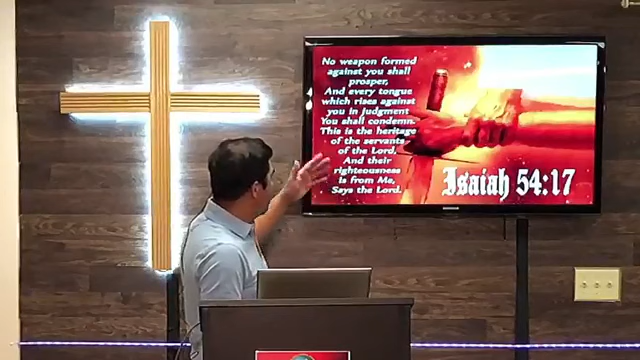 No weapon formed
against you shall
prosper,
And every tongue
which rises against
you in judgment
You shall condemn.
This is the heritage
of the servants
of the Lord,
And their
righteousness
is from Me,
Says the Lord.
Isaiah 54:17